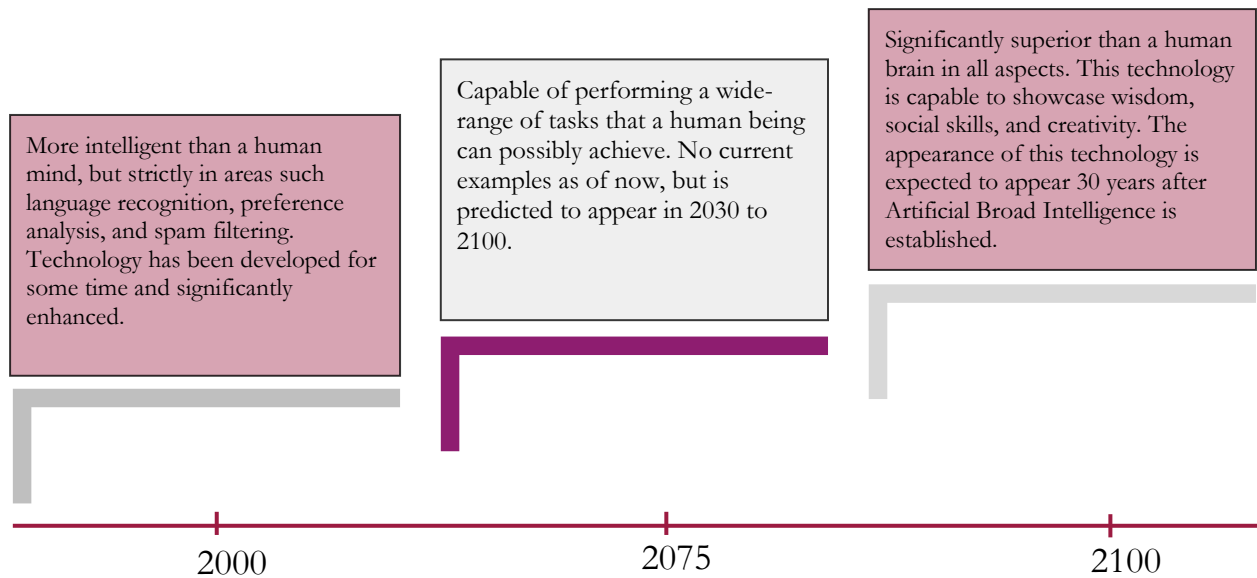 More intelligent than a human
mind, but strictly in areas such
language recognition, preference
analysis, and spam filtering.
Technology has been developed for
some time and significantly
enhanced.
Capable of performing a wide-
range of tasks that a human being
can possibly achieve. No current
examples as of now, but is
predicted to appear in 2030 to
2100.
Significantly superior than a human
brain in all aspects. This technology
is capable to showcase wisdom,
social skills, and creativity. The
appearance of this technology is
expected to appear 30 years after
Artificial Broad Intelligence is
established.
2000
2075
2100